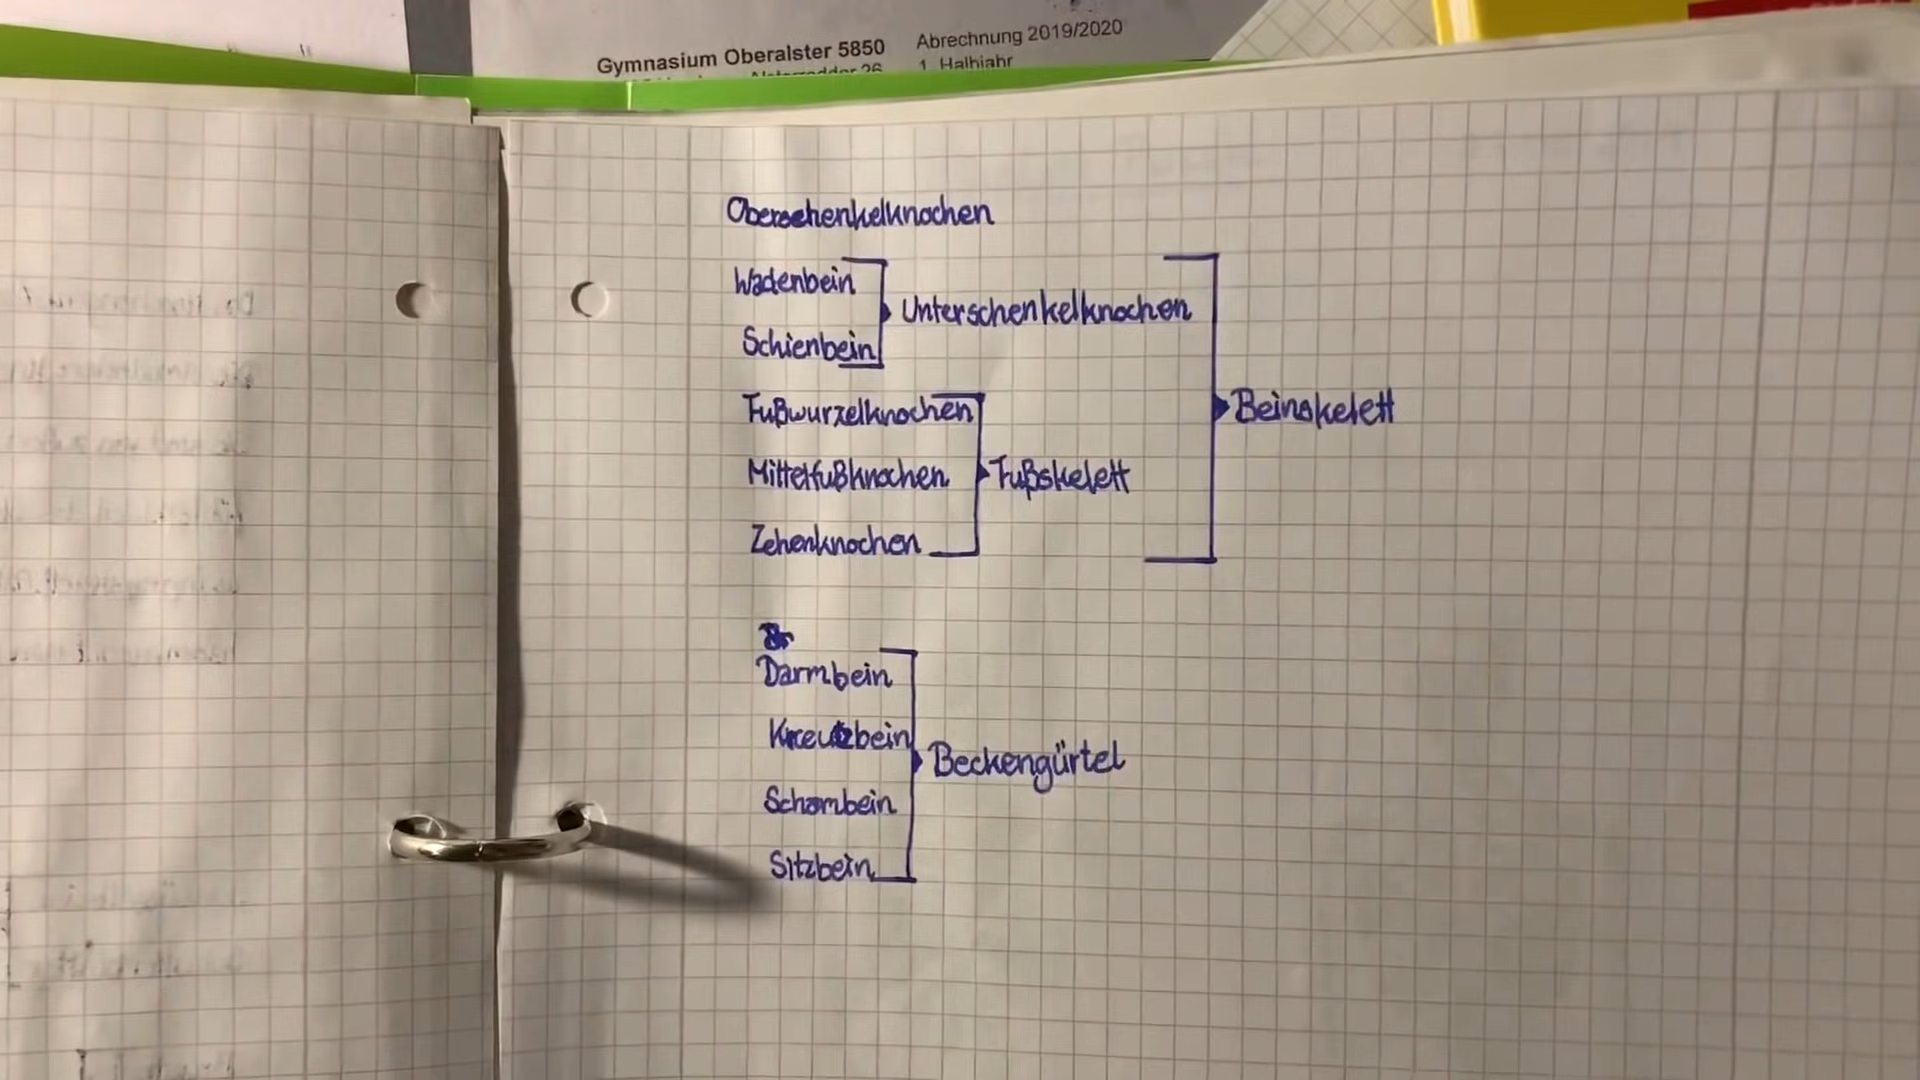 Gymnasium Oberalster 5850
Abrechnung 2019/2020
1. Halbjahr
Oberschenkelknochen
Wadenbein
Schienbein
Unterschenkelknochen
Fußwurzelknochen
Mittelfußknochen
Zehenknochen
Fußskelett
Beinskelett
Darmbein
Kreuzbein
Schambein
Sitzbein
Beckengürtel